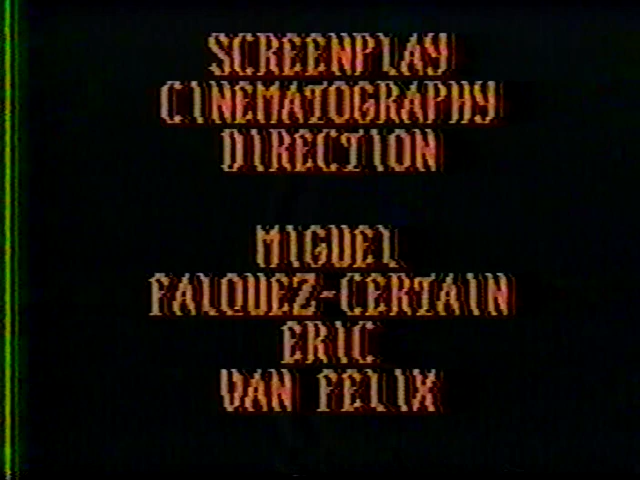 SCREENPLAY
CINEMATOGRAPHY
DIRECTION
MIGUEL
FALQUEZ-CERTAIN
ERIC
VAN FELIX